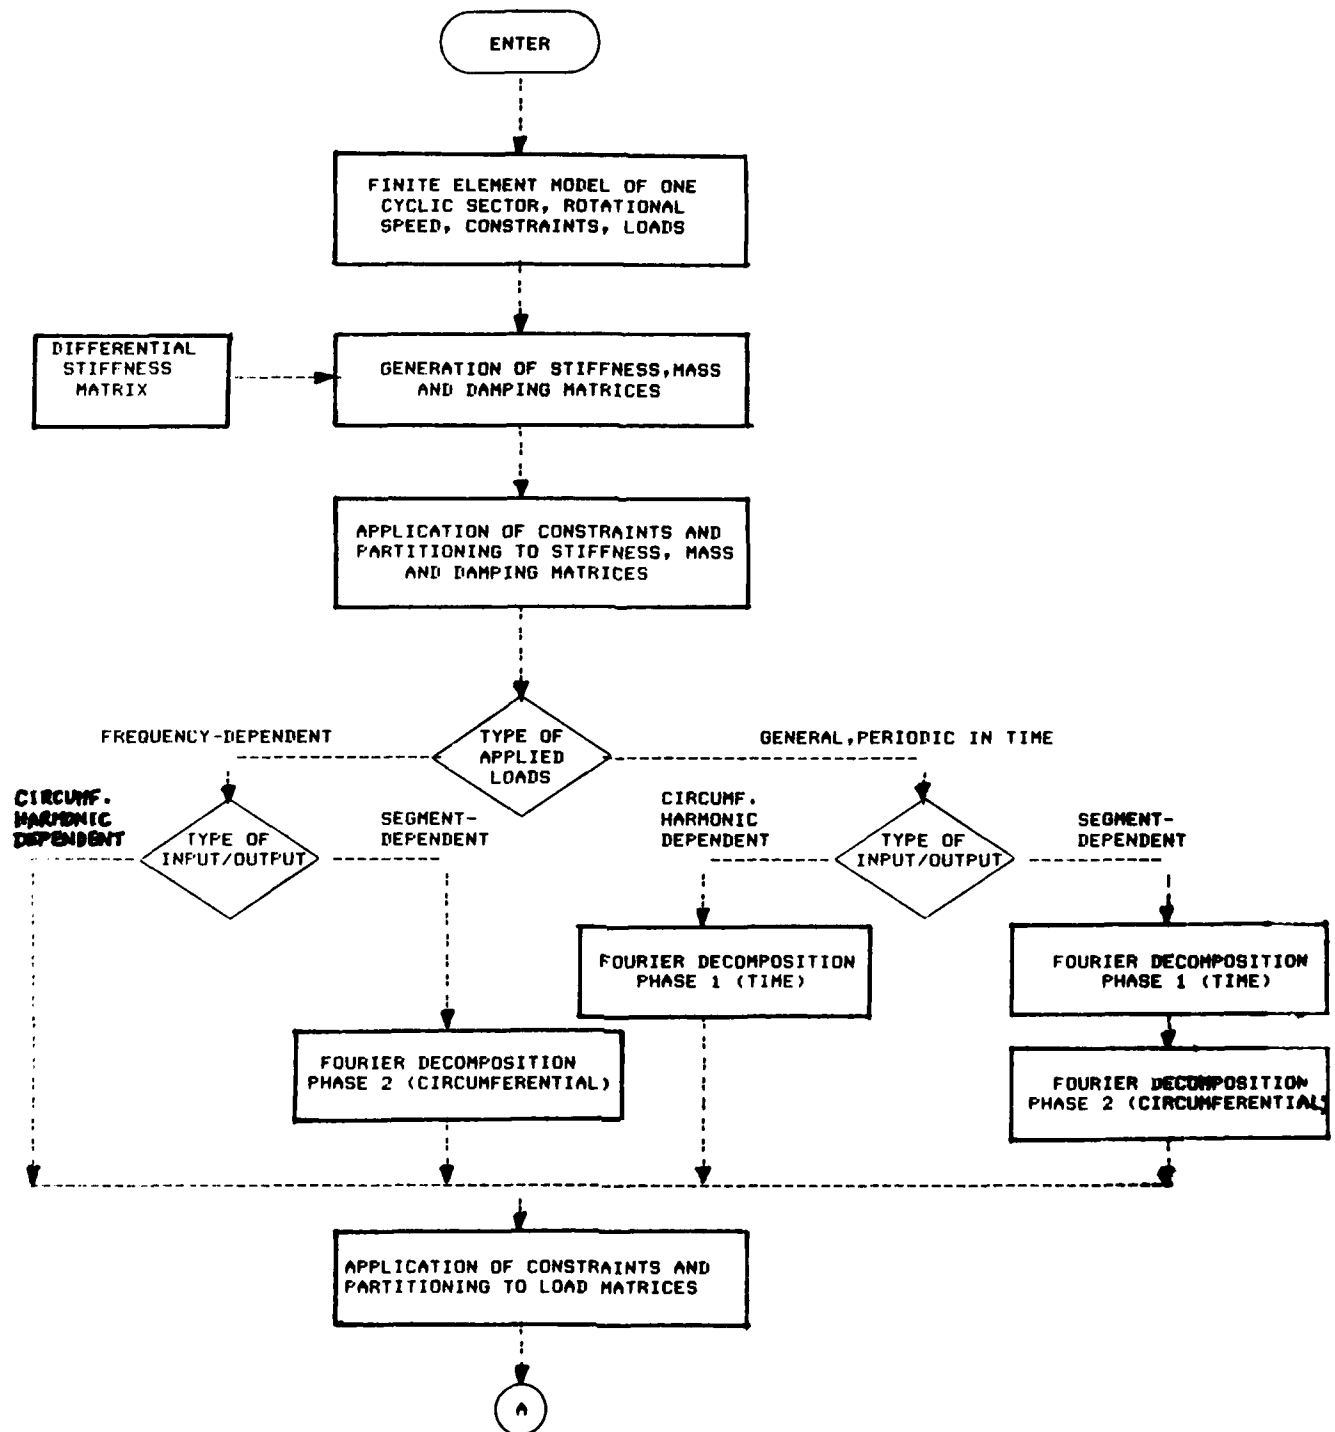 ENTER
FINITE ELEMENT MODEL OF ONE
CYCLIC SECTOR, ROTATIONAL
SPEED, CONSTRAINTS, LOADS
DIFFERENTIAL
STIFFNESS
MATRIX
GENERATION OF STIFFNESS,MASS
AND DAMPING MATRICES
APPLICATION OF CONSTRAINTS AND
PARTITIONING TO STIFFNESS, MASS
AND DAMPING MATRICES
FREQUENCY-DEPENDENT
TYPE OF
APPLIED
LOADS
GENERAL,PERIODIC IN TIME
CIRCUMF.
HARMONIC
DEPENDENT
TYPE OF
INPUT/OUTPUT
SEGMENT-
DEPENDENT
CIRCUMF.
HARMONIC
DEPENDENT
TYPE OF
INPUT/OUTPUT
SEGMENT-
DEPENDENT
FOURIER DECOMPOSITION
PHASE 1 (TIME)
FOURIER DECOMPOSITION
PHASE 1 (TIME)
FOURIER DECOMPOSITION
PHASE 2 (CIRCUMFERENTIAL)
FOURIER DECOMPOSITION
PHASE 2 (CIRCUMFERENTIAL)
APPLICATION OF CONSTRAINTS AND
PARTITIONING TO LOAD MATRICES
A